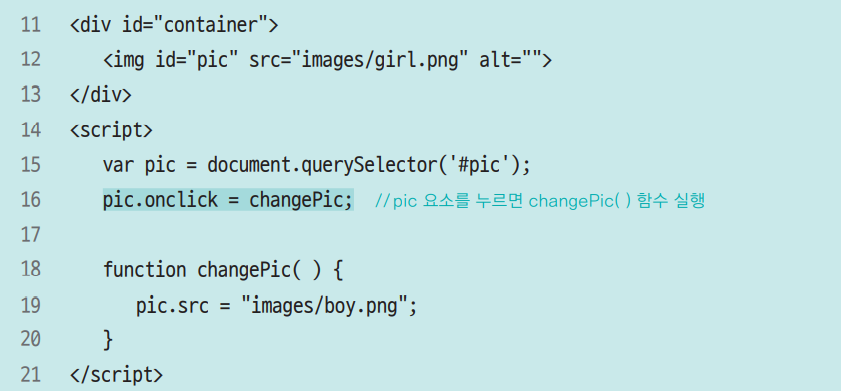 11 <div id="container">
12 <img id="pic" src="images/girl.png" alt="">
13 </div>
14 <script>
15 var pic = document.querySelector('#pic');
16 pic.onclick = changePic; //pic 요소를 누르면 changePic( ) 함수 실행
17
18 function changePic( ) {
19 pic.src = "images/boy.png";
20 }
21 </script>